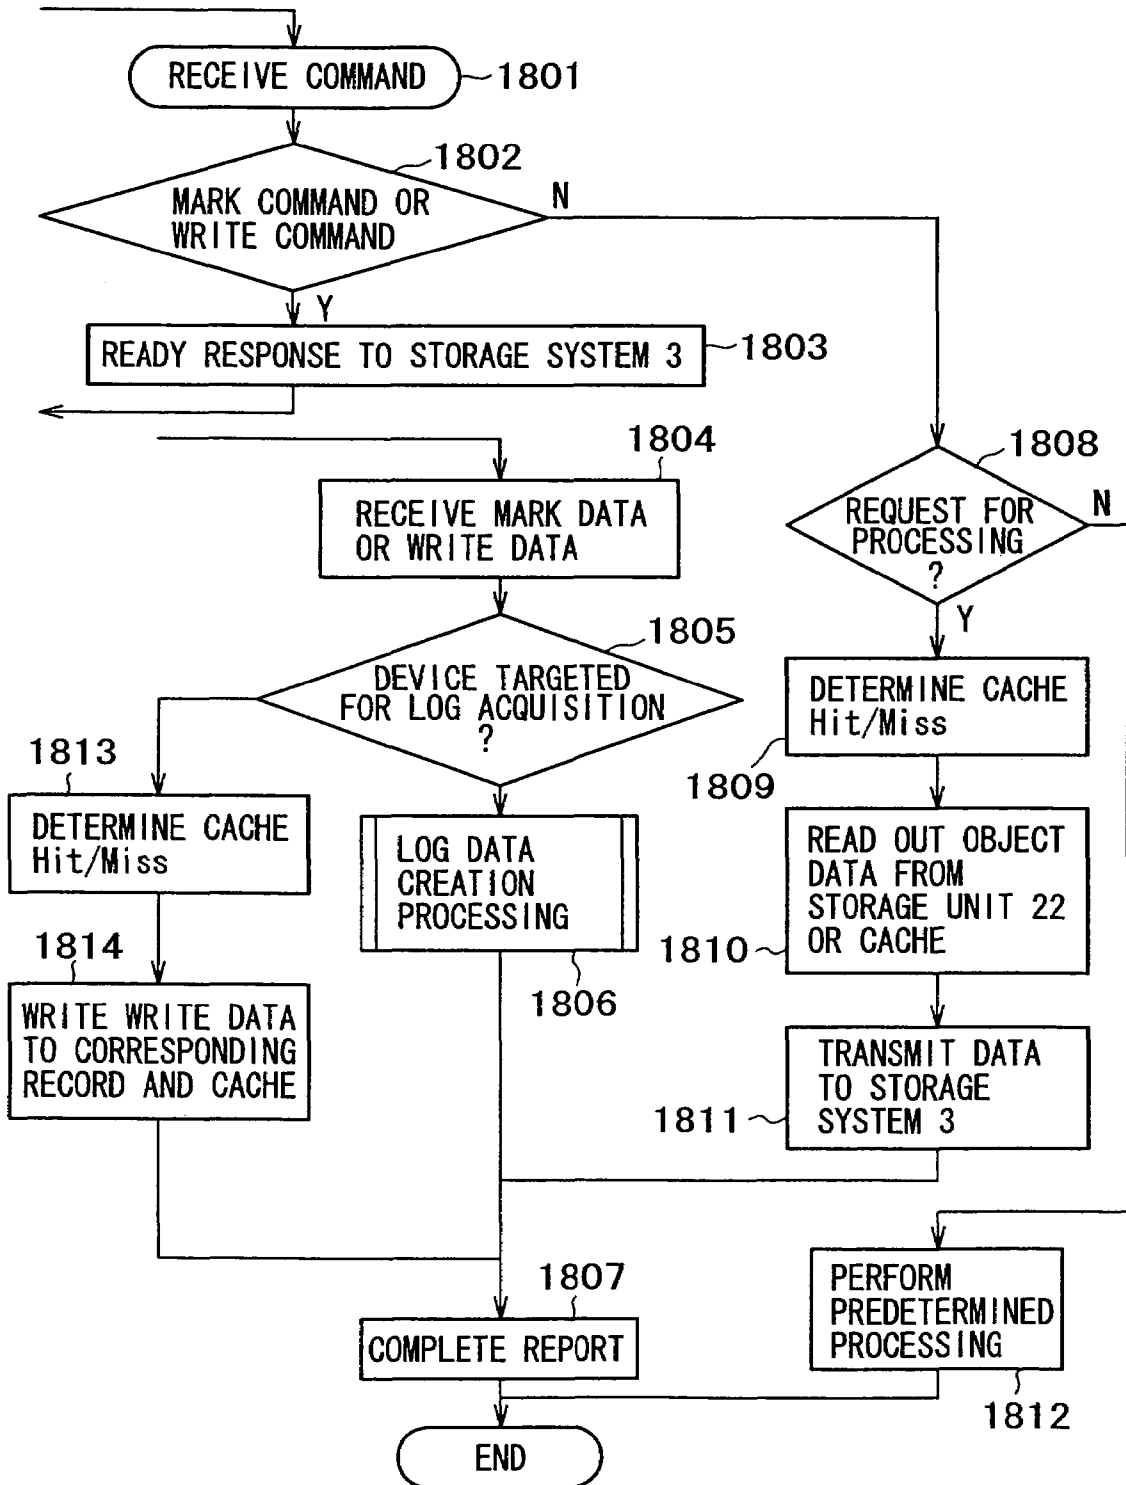 RECEIVE COMMAND
1801
1802
MARK COMMAND OR
WRITE COMMAND
N
Y
READY RESPONSE TO STORAGE SYSTEM 3
1803
1804
RECEIVE MARK DATA
OR WRITE DATA
1808
REQUEST FOR
PROCESSING
?
N
Y
1805
DEVICE TARGETED
FOR LOG ACQUISITION
?
DETERMINE CACHE
Hit/Miss
1809
1813
DETERMINE CACHE
Hit/Miss
LOG DATA
CREATION
PROCESSING
1806
READ OUT OBJECT
DATA FROM
STORAGE UNIT 22
OR CACHE
1810
1814
WRITE WRITE DATA
TO CORRESPONDING
RECORD AND CACHE
TRANSMIT DATA
TO STORAGE
SYSTEM 3
1811
1807
COMPLETE REPORT
PERFORM
PREDETERMINED
PROCESSING
1812
END